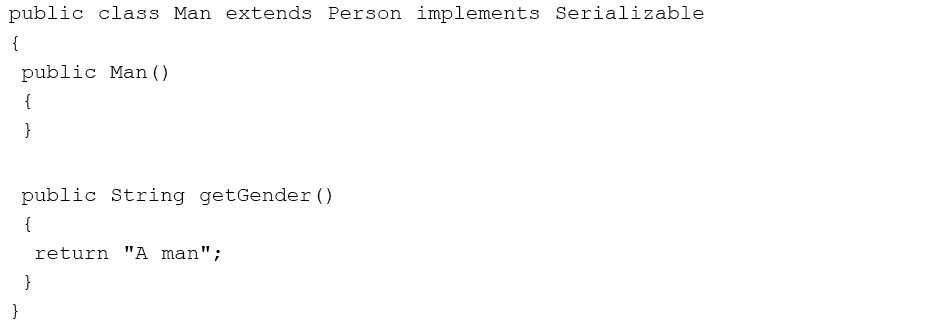 public class Man extends Person implements Serializable
{
public Man()
{
}
public String getGender()
{
return "A man";
}
}